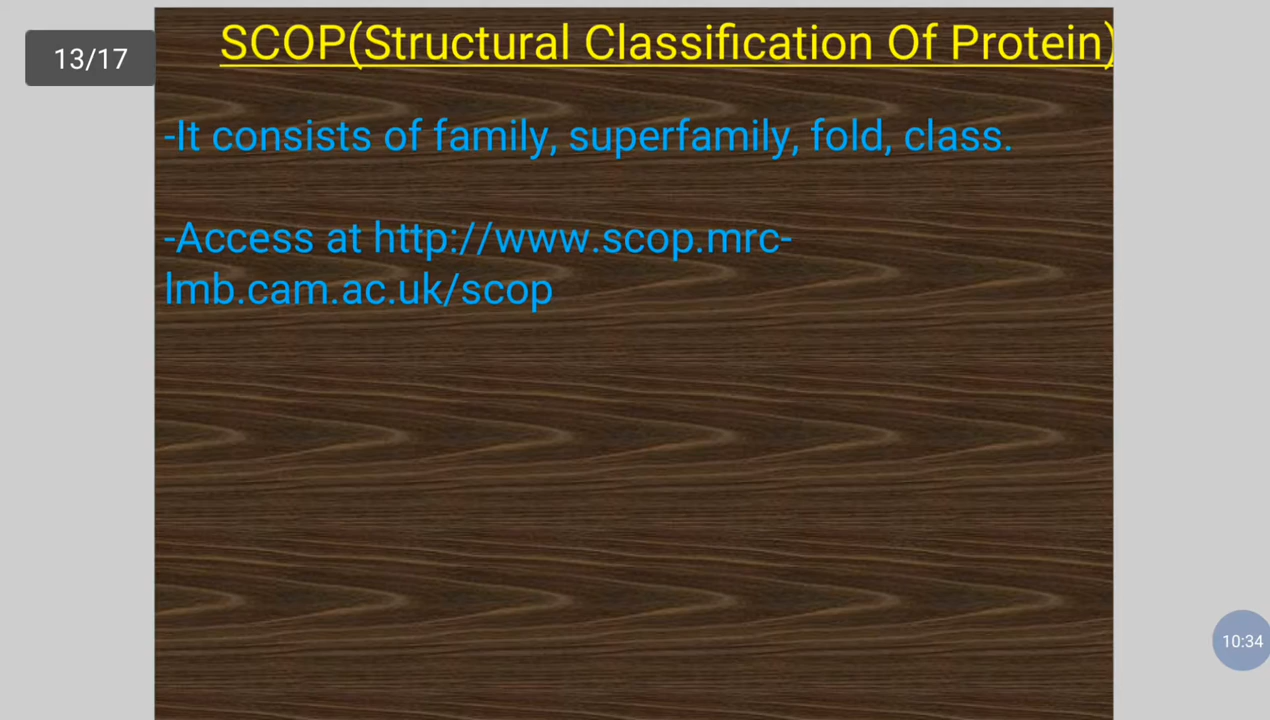 13/17
SCOP(Structural Classification Of Protein)
-It consists of family, superfamily, fold, class.
-Access at http://www.scop.mrc-
lmb.cam.ac.uk/scop
10:34